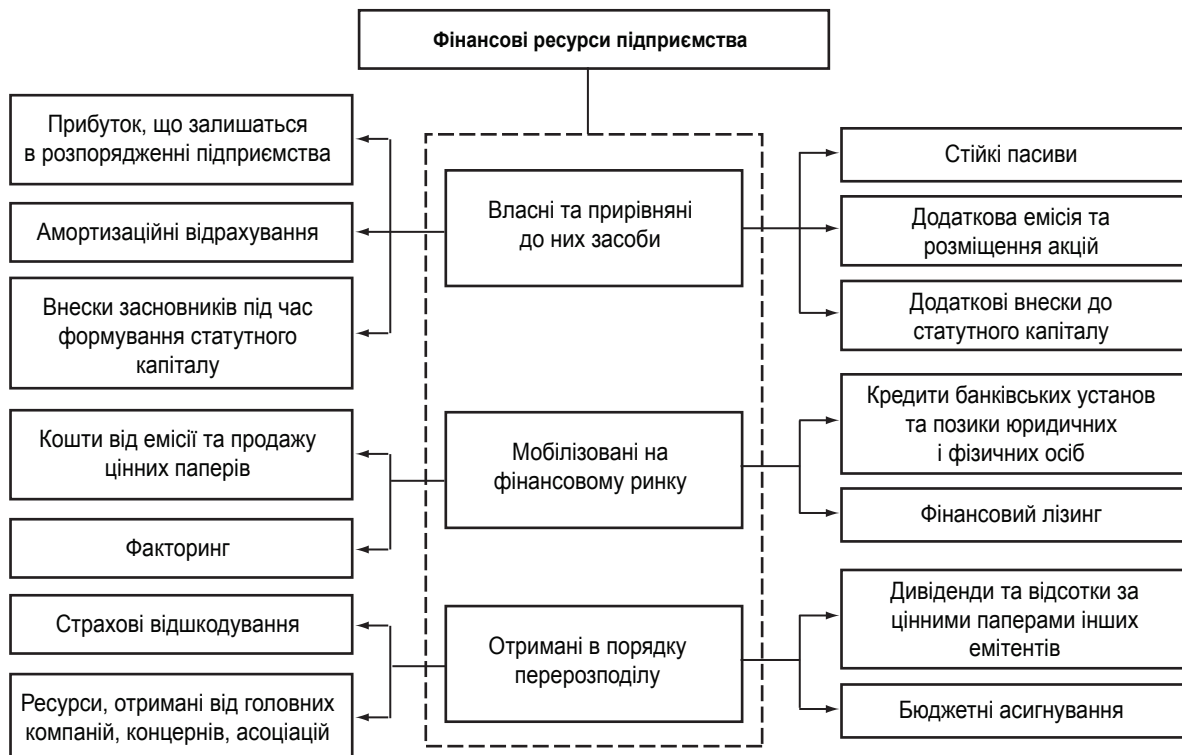 Фінансові ресурси підприємства
Прибуток, що залишаться
в розпорядженні підприємства
Амортизаційні відрахування
Внески засновників під час
формування статутного
капіталу
Власні та прирівняні
до них засоби
Стійкі пасиви
Додаткова емісія та
розміщення акцій
Додаткові внески до
статутного капіталу
Кошти від емісії та продажу
цінних паперів
Факторинг
Мобілізовані на
фінансовому ринку
Кредити банківських установ
та позики юридичних
і фізичних осіб
Фінансовий лізинг
Страхові відшкодування
Ресурси, отримані від головних
компаній, концернів, асоціацій
Отримані в порядку
перерозподілу
Дивіденди та відсотки за
цінними паперами інших
емітентів
Бюджетні асигнування